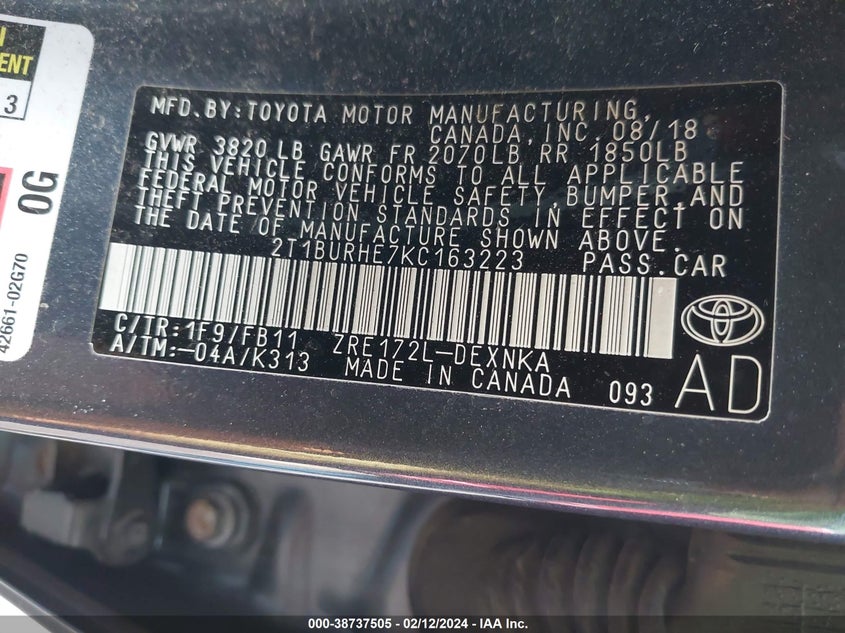 ENT
3
0G
42661-02G70
MFD. BY: TOYOTA MOTOR MANUFACTURING,
CANADA, INC. 08/18
GVWR 3820 LB GAWR FR 2070LB RR 1850LB
THIS VEHICLE CONFORMS TO ALL APPLICABLE
FEDERAL MOTOR VEHICLE SAFETY, BUMPER, AND
THEFT PREVENTION STANDARDS IN EFFECT ON
THE DATE OF MANUFACTURE SHOWN ABOVE.
2T1BURHE7KC163223 PASS.CAR
C/TR: 1F9/FB11 ZRE172L-DEXNKA
A/TM: -04A/K313 MADE IN CANADA 093 AD
000-38737505 - 02/12/2024 - IAA Inc.